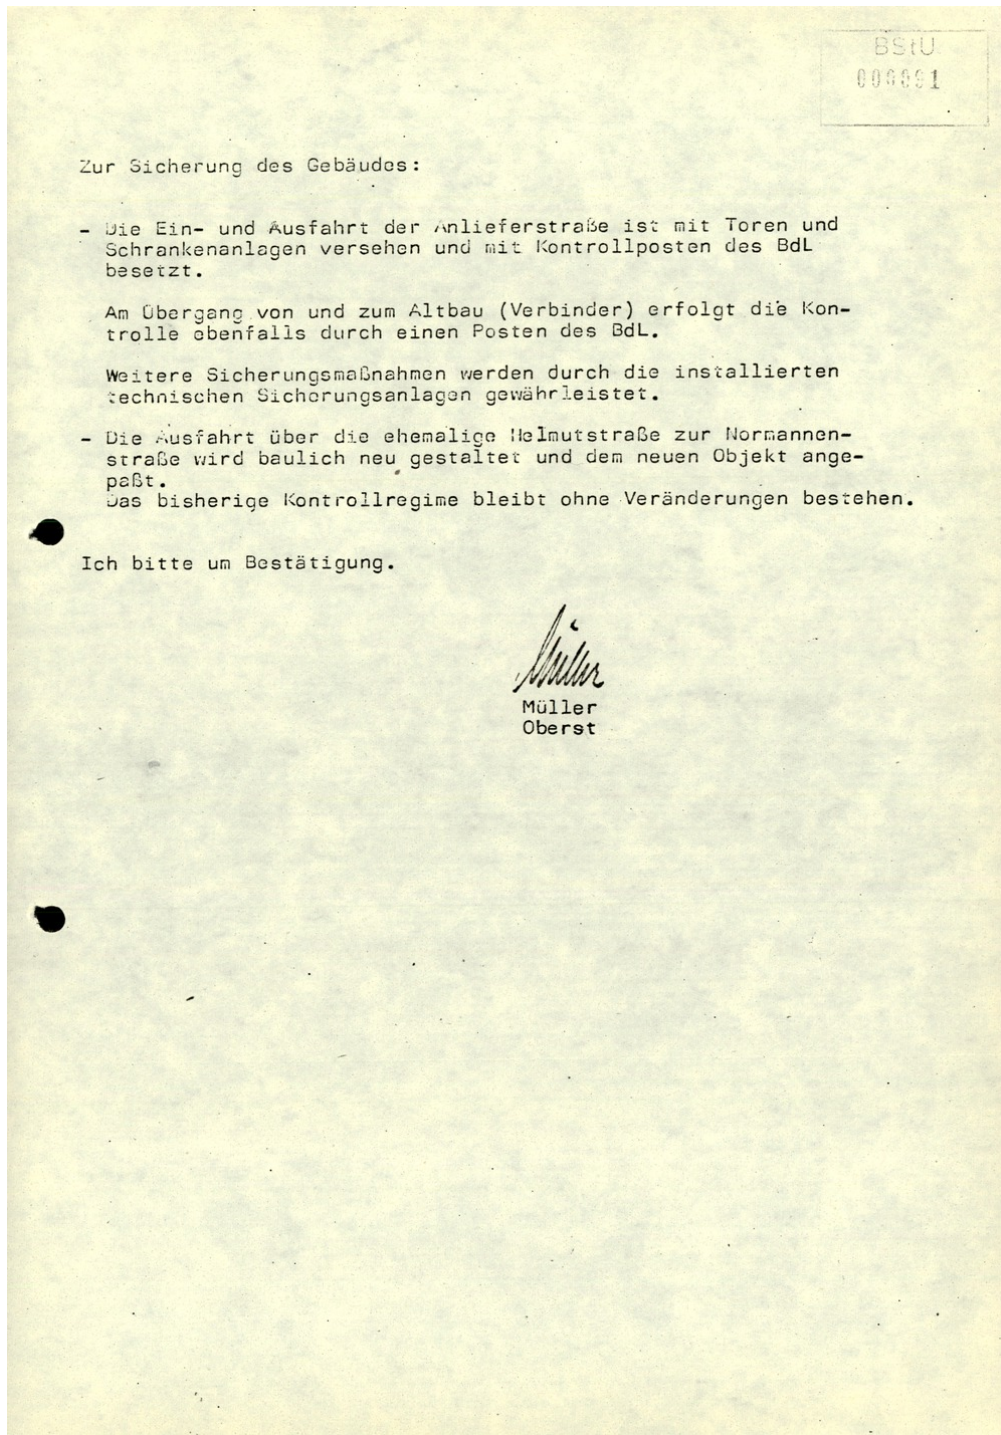 BStU
000091
Zur Sicherung des Gebäudes:
- Die Ein- und Ausfahrt der Anlieferstraße ist mit Toren und
Schrankenanlagen versehen und mit Kontrollposten des BdL
besetzt.
Am Übergang von und zum Altbau (Verbinder) erfolgt die Kon-
trolle ebenfalls durch einen Posten des BdL.
Weitere Sicherungsmaßnahmen werden durch die installierten
technischen Sicherungsanlagen gewährleistet.
- Die Ausfahrt über die ehemalige Helmutstraße zur Normannen-
straße wird baulich neu gestaltet und dem neuen Objekt ange-
paßt.
Das bisherige Kontrollregime bleibt ohne Veränderungen bestehen.
Ich bitte um Bestätigung.
Müller
Müller
Oberst